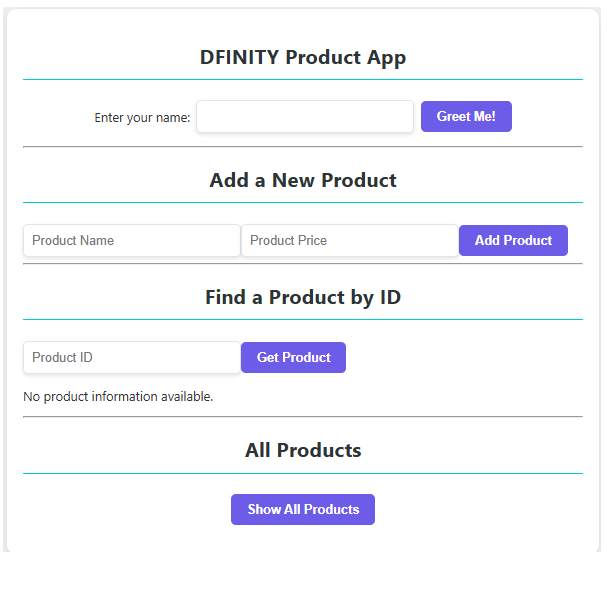 DFINITY Product App
Enter your name: Greet Me!
Add a New Product
Product Name Product Price Add Product
Find a Product by ID
Product ID Get Product
No product information available.
All Products
Show All Products